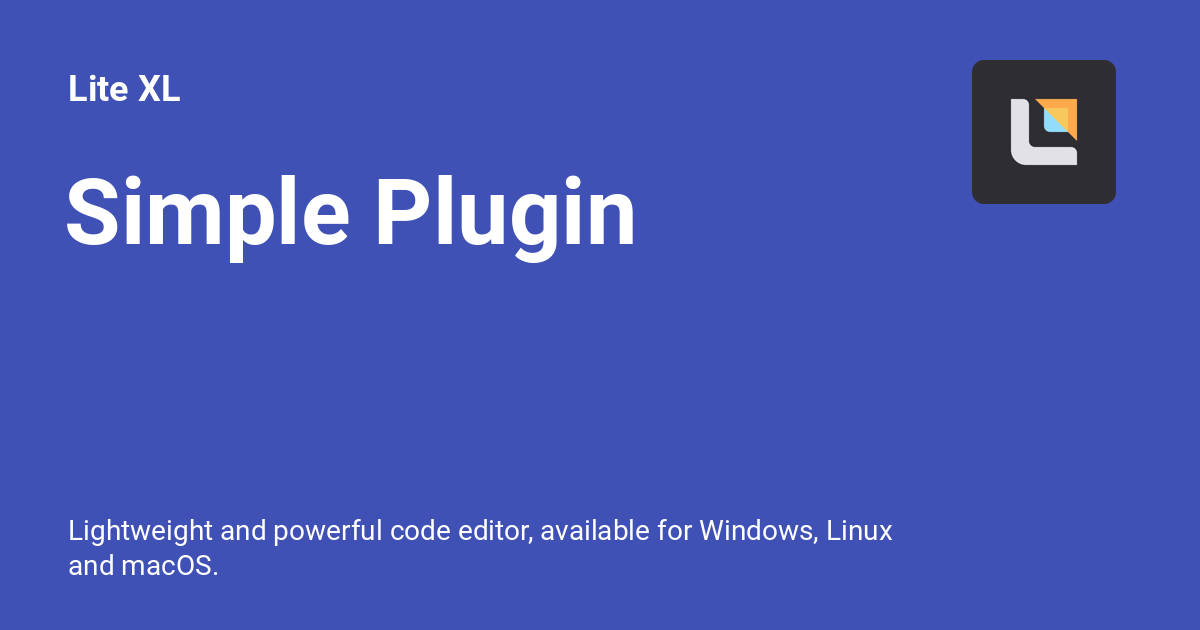 Lite XL
Simple Plugin
Lightweight and powerful code editor, available for Windows, Linux
and macOS.